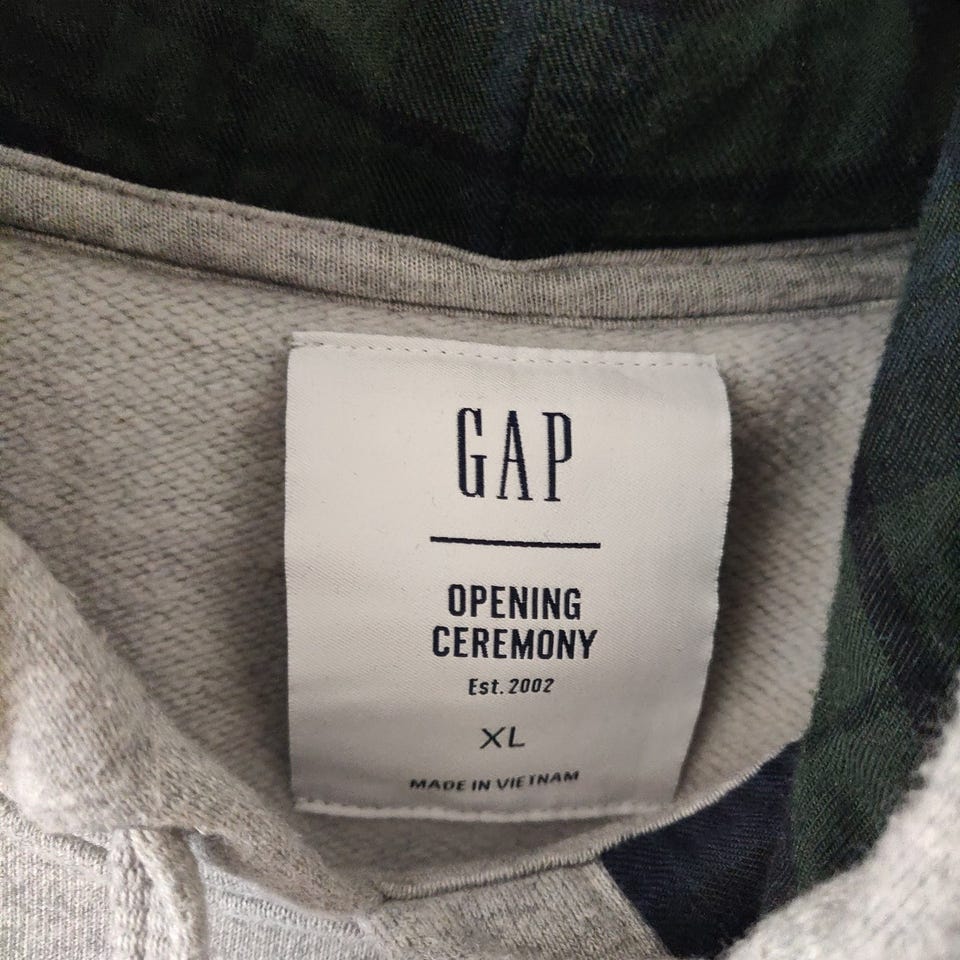 GAP
OPENING
CEREMONY
Est. 2002
XL
MADE IN VIETNAM